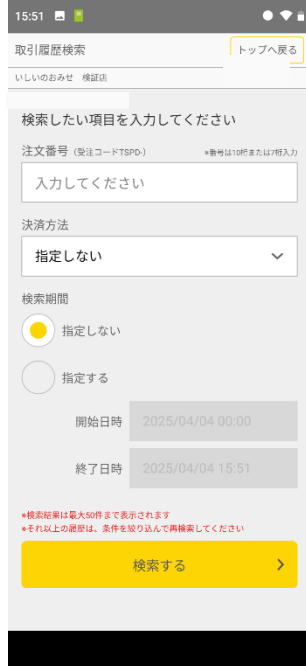 15:51
取引履歴検索
トップへ戻る
いしいのおみせ 検証店
検索したい項目を入力してください
注文番号（受注コードTSPD-） *番号は10桁または7桁入力
入力してください
決済方法
指定しない
検索期間
指定しない
指定する
開始日時 2025/04/04 00:00
終了日時 2025/04/04 15:51
*検索結果は最大50件まで表示されます
*それ以上の履歴は、条件を絞り込んで再検索してください
検索する